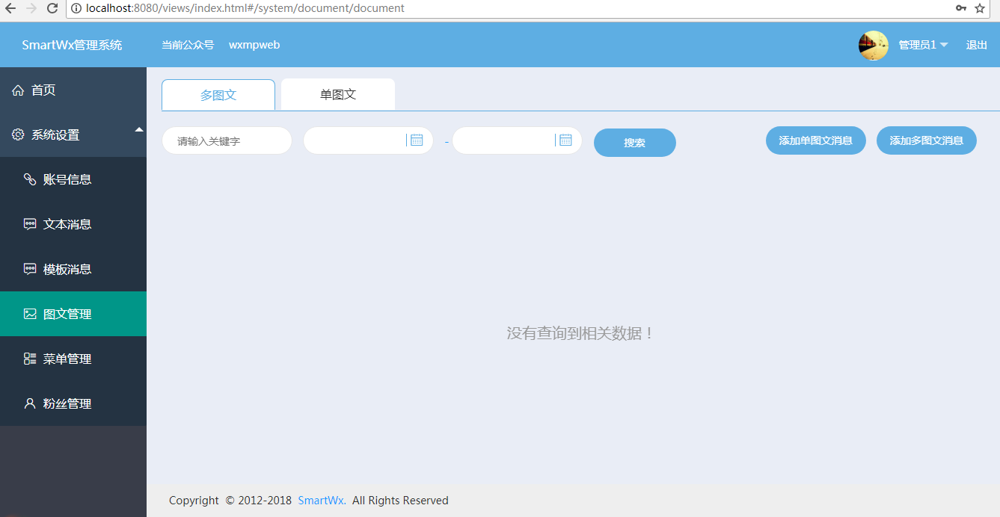 localhost:8080/views/index.html#/system/document/document
SmartWx管理系统 当前公众号 wxmpweb 管理员1 退出
首页
系统设置
账号信息
文本消息
模板消息
图文管理
菜单管理
粉丝管理
多图文 单图文
请输入关键字 - 搜索 添加单图文消息 添加多图文消息
没有查询到相关数据！
Copyright © 2012-2018 SmartWx. All Rights Reserved